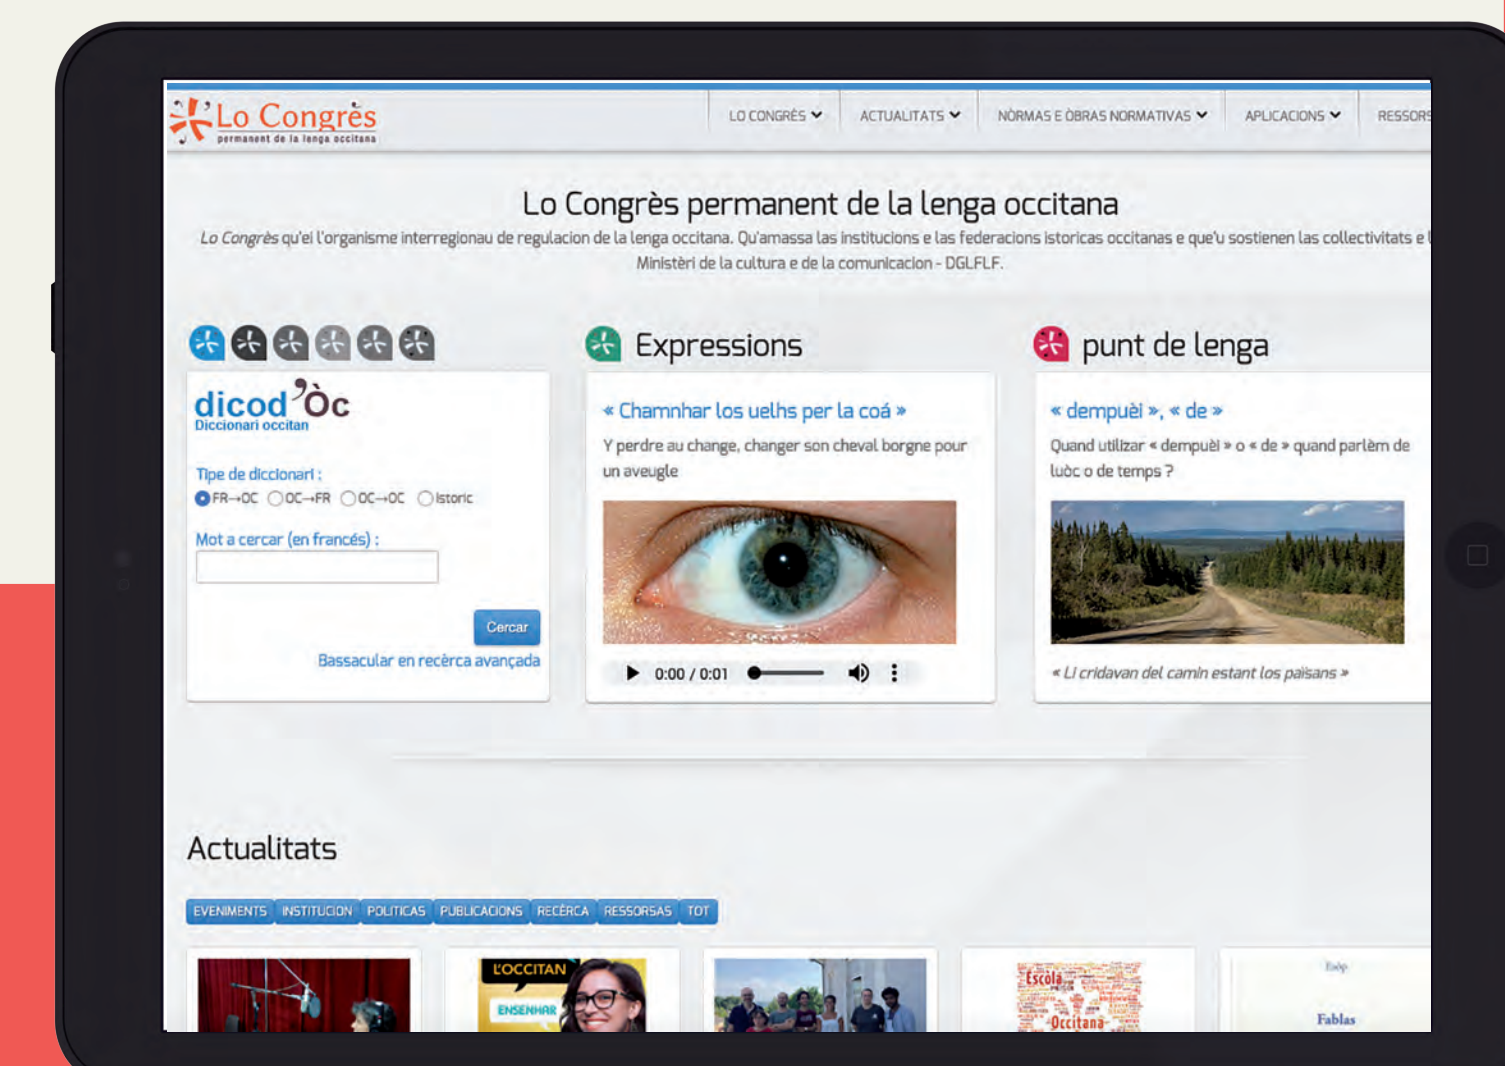 Lo Congrès
permanent de la lenga occitana
LO CONGRÈS
ACTUALITATS
NÒRMAS E ÒBRAS NORMATIVAS
APLICACIONS
RESSORS
Lo Congrès permanent de la lenga occitana
Lo Congrès qu'ei l'organisme interregionau de regulacion de la lenga occitana. Qu'amassa las institucions e las federacions istoricas occitanas e que'u sostienen las collectivitats e l
Ministèri de la cultura e de la comunicacion - DGLFLF.
dicod'Òc
Diccionari occitan
Tipe de diccionari :
FR→OC OC→FR OC→OC Istoric
Mot a cercar (en francés) :
Cercar
Bassacular en recèrca avançada
Expressions
« Chamnhar los uelhs per la coá »
Y perdre au change, changer son cheval borgne pour
un aveugle
0:00 / 0:01
punt de lenga
« dempuèi », « de »
Quand utilizar « dempuèi » o « de » quand parlèm de
luòc o de temps ?
« Li cridavan del camin estant los païsans »
Actualitats
EVENIMENTS INSTITUCION POLITICAS PUBLICACIONS RECÈRCA RESSORSAS TOT
L'OCCITAN
ENSENHAR
Escòla
Occitana
Esòp
Fablas